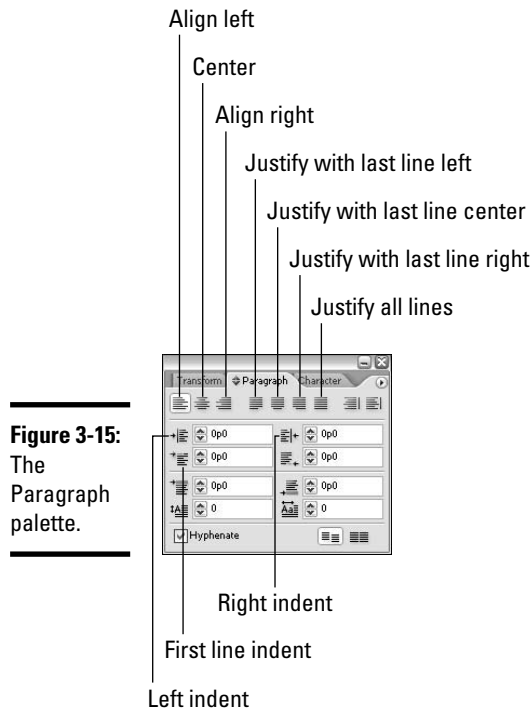 Align left
Center
Align right
Justify with last line left
Justify with last line center
Justify with last line right
Justify all lines
Transform Paragraph Character
0p0 0p0
0p0 0p0
0p0 0p0
0 0
Hyphenate
Figure 3-15:
The
Paragraph
palette.
Right indent
First line indent
Left indent